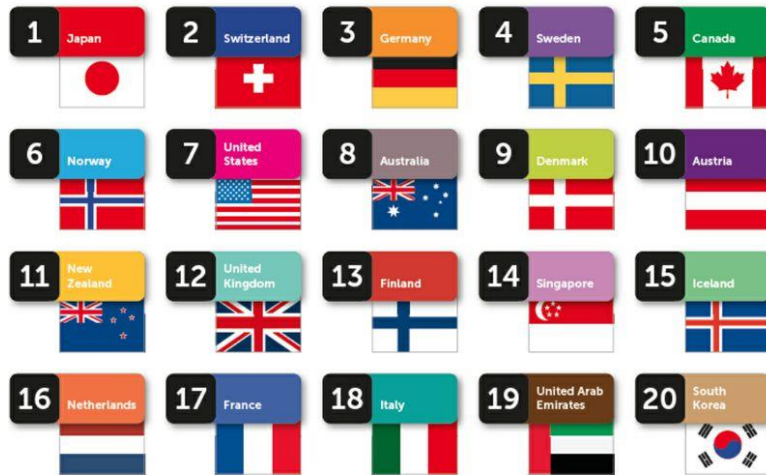 1 Japan
2 Switzerland
3 Germany
4 Sweden
5 Canada
6 Norway
7 United
States
8 Australia
9 Denmark
10 Austria
11 New
Zealand
12 United
Kingdom
13 Finland
14 Singapore
15 Iceland
16 Netherlands
17 France
18 Italy
19 United Arab
Emirates
20 South
Korea